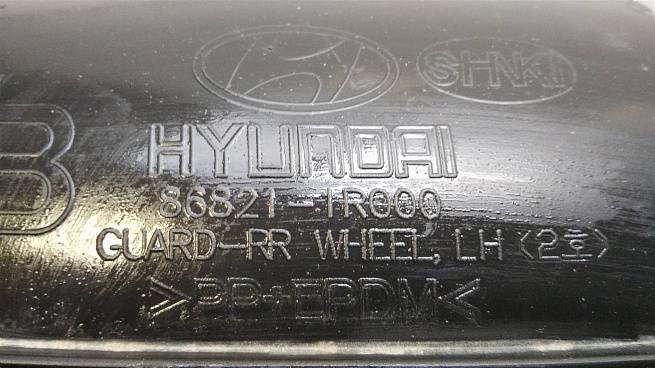 SHNKI
B
HYUNDAI
86821-1R000
GUARD-RR WHEEL, LH (2호)
>PP+EPDM<